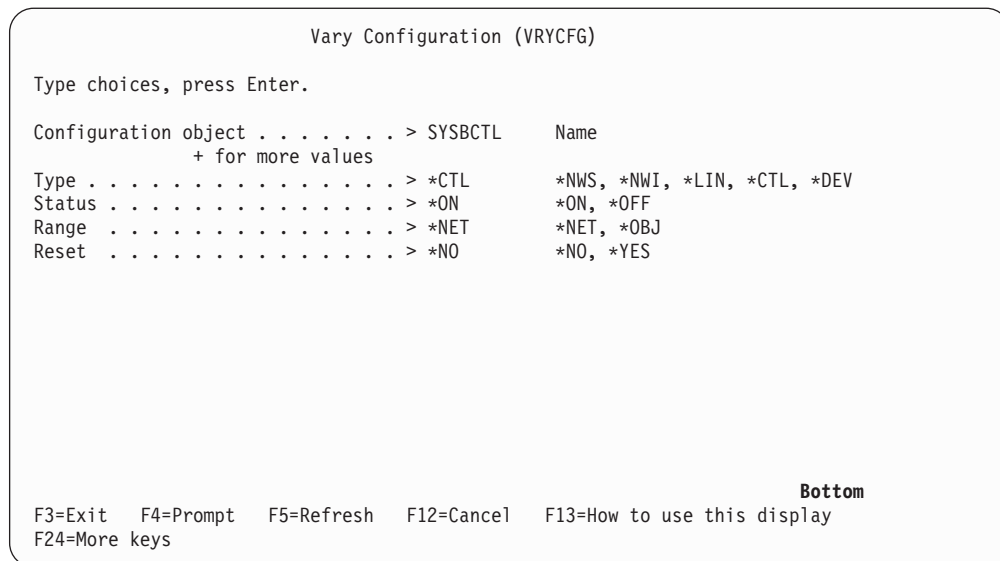 Vary Configuration (VRYCFG)
Type choices, press Enter.
Configuration object . . . . . . . > SYSBCTL Name
+ for more values
Type . . . . . . . . . . . . . . . > *CTL *NWS, *NWI, *LIN, *CTL, *DEV
Status . . . . . . . . . . . . . . > *ON *ON, *OFF
Range . . . . . . . . . . . . . . > *NET *NET, *OBJ
Reset . . . . . . . . . . . . . . > *NO *NO, *YES
Bottom
F3=Exit F4=Prompt F5=Refresh F12=Cancel F13=How to use this display
F24=More keys